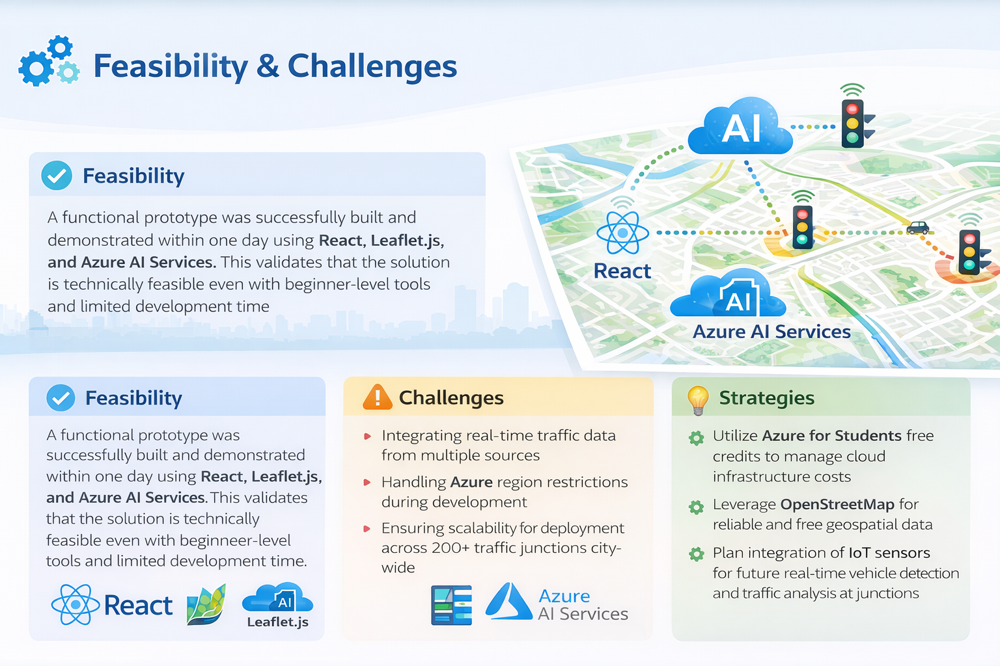 Feasibility & Challenges
Feasibility
A functional prototype was successfully built and
demonstrated within one day using React, Leaflet.js,
and Azure AI Services. This validates that the solution
is technically feasible even with beginner-level tools
and limited development time
AI
React
AI
Azure AI Services
Feasibility
A functional prototype was
successfully built and demonstrated
within one day using React, Leaflet.js,
and Azure AI Services. This validates
that the solution is technically
feasible even with beginneer-level
tools and limited development time.
React
AI
Leaflet.js
Challenges
Integrating real-time traffic data
from multiple sources
Handling Azure region restrictions
during development
Ensuring scalability for deployment
across 200+ traffic junctions city-
wide
Azure
AI Services
Strategies
Utilize Azure for Students free
credits to manage cloud
infrastructure costs
Leverage OpenStreetMap for
reliable and free geospatial data
Plan integration of IoT sensors
for future real-time vehicle detection
and traffic analysis at junctions